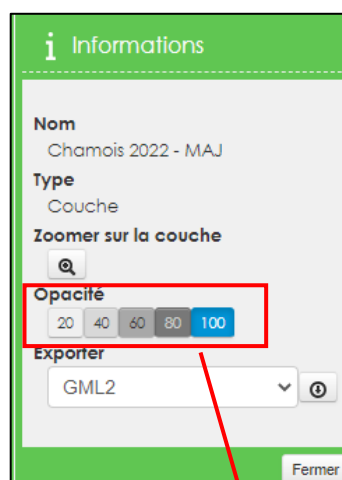 Informations
Nom
Chamois 2022 - MAJ
Type
Couche
Zoomer sur la couche
Opacité
20 40 60 80 100
Exporter
GML2
Fermer